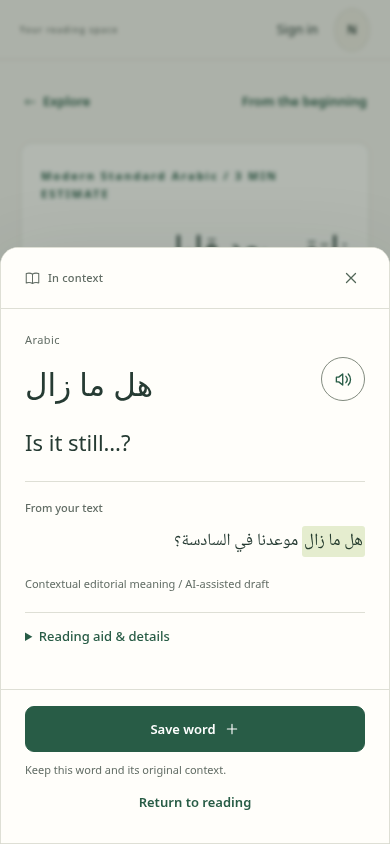 Your reading space
Sign in
N
← Explore
From the beginning
Modern Standard Arabic / 3 MIN
ESTIMATE
In context
Arabic
هل ما زال
Is it still…?
From your text
هل ما زال موعدنا في السادسة؟
Contextual editorial meaning / AI-assisted draft
Reading aid & details
Save word +
Keep this word and its original context.
Return to reading